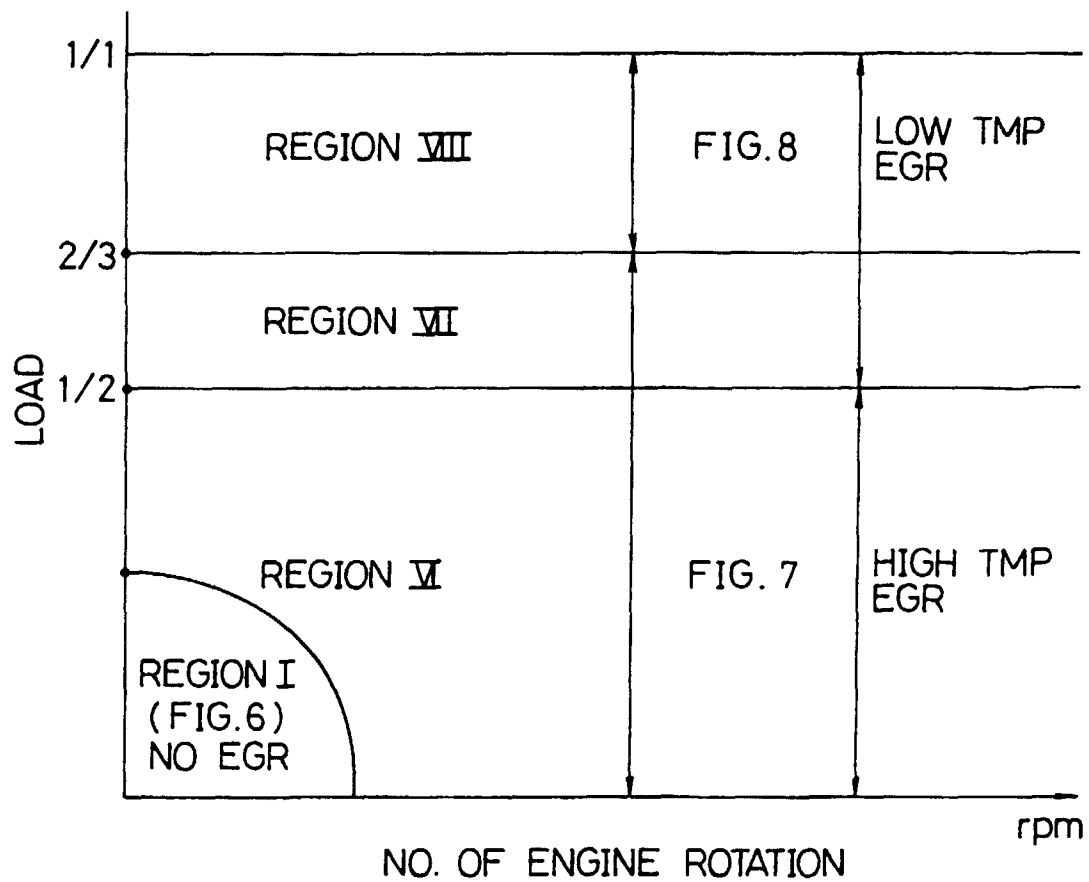 1/1
REGION VIII
FIG.8
LOW TMP
EGR
2/3
REGION VII
LOAD
1/2
REGION VI
FIG. 7
HIGH TMP
EGR
REGION I
(FIG.6)
NO EGR
rpm
NO. OF ENGINE ROTATION